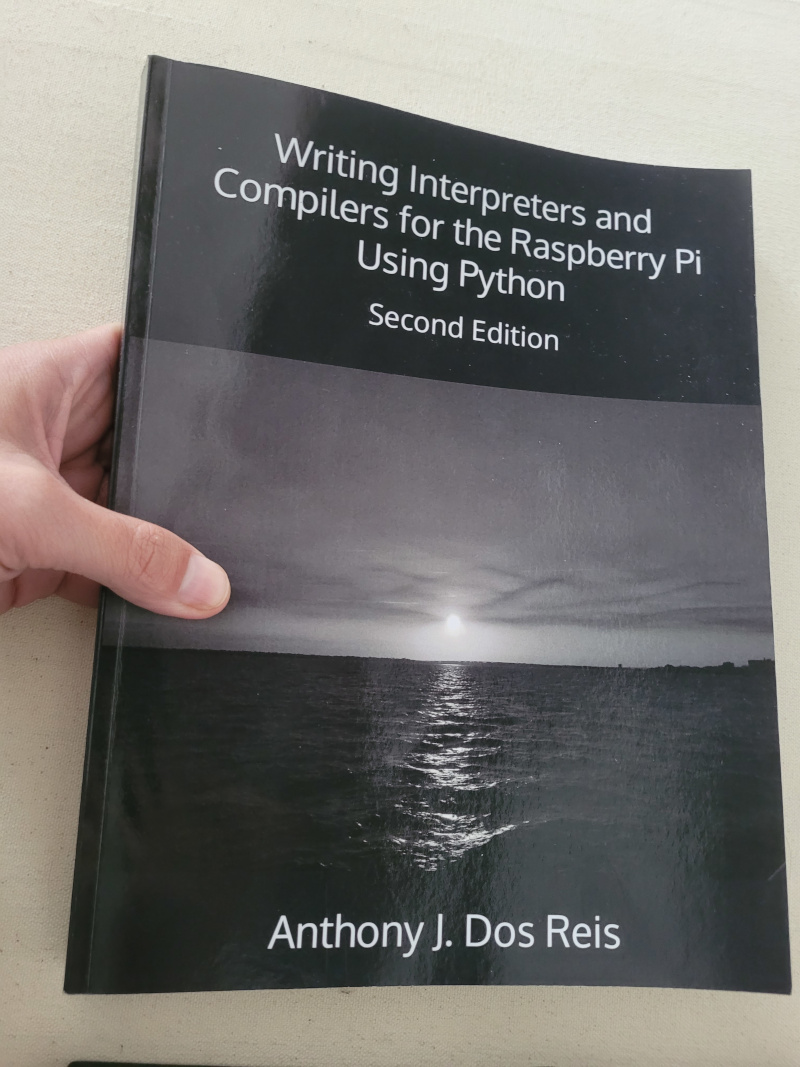 Writing Interpreters and
Compilers for the Raspberry Pi
Using Python
Second Edition
Anthony J. Dos Reis